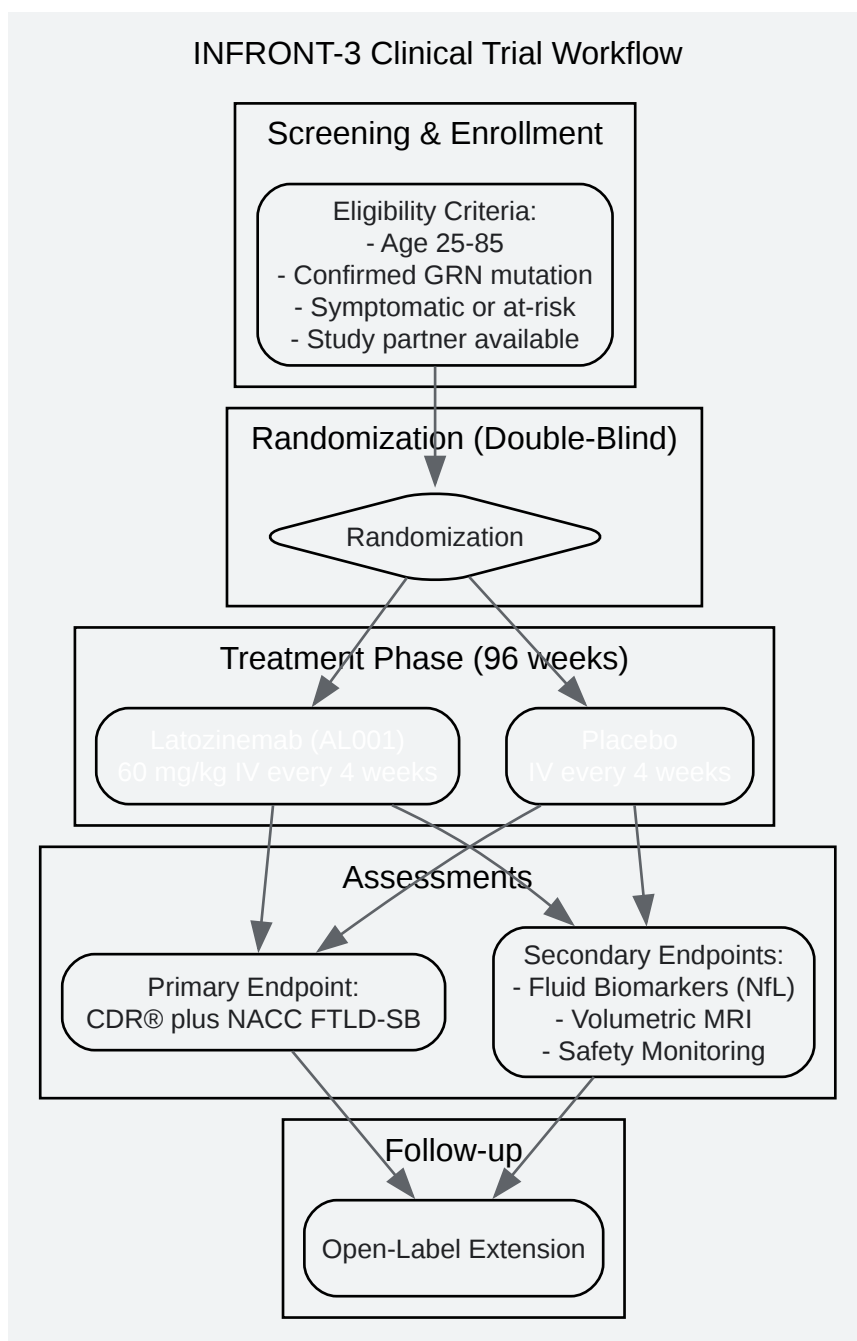 INFRONT-3 Clinical Trial Workflow
Screening & Enrollment
Eligibility Criteria:
- Age 25-85
- Confirmed GRN mutation
- Symptomatic or at-risk
- Study partner available
Randomization (Double-Blind)
Randomization
Treatment Phase (96 weeks)
Latozinemab (AL001)
60 mg/kg IV every 4 weeks
Placebo
IV every 4 weeks
Assessments
Primary Endpoint:
CDR® plus NACC FTLD-SB
Secondary Endpoints:
- Fluid Biomarkers (NfL)
- Volumetric MRI
- Safety Monitoring
Follow-up
Open-Label Extension